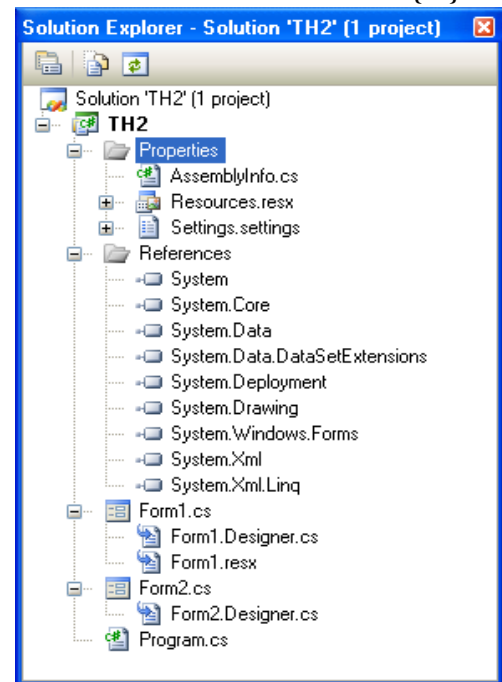 Solution Explorer - Solution 'TH2' (1 project)
Solution 'TH2' (1 project)
TH2
Properties
AssemblyInfo.cs
Resources.resx
Settings.settings
References
System
System.Core
System.Data
System.Data.DataSetExtensions
System.Deployment
System.Drawing
System.Windows.Forms
System.Xml
System.Xml.Linq
Form1.cs
Form1.Designer.cs
Form1.resx
Form2.cs
Form2.Designer.cs
Program.cs